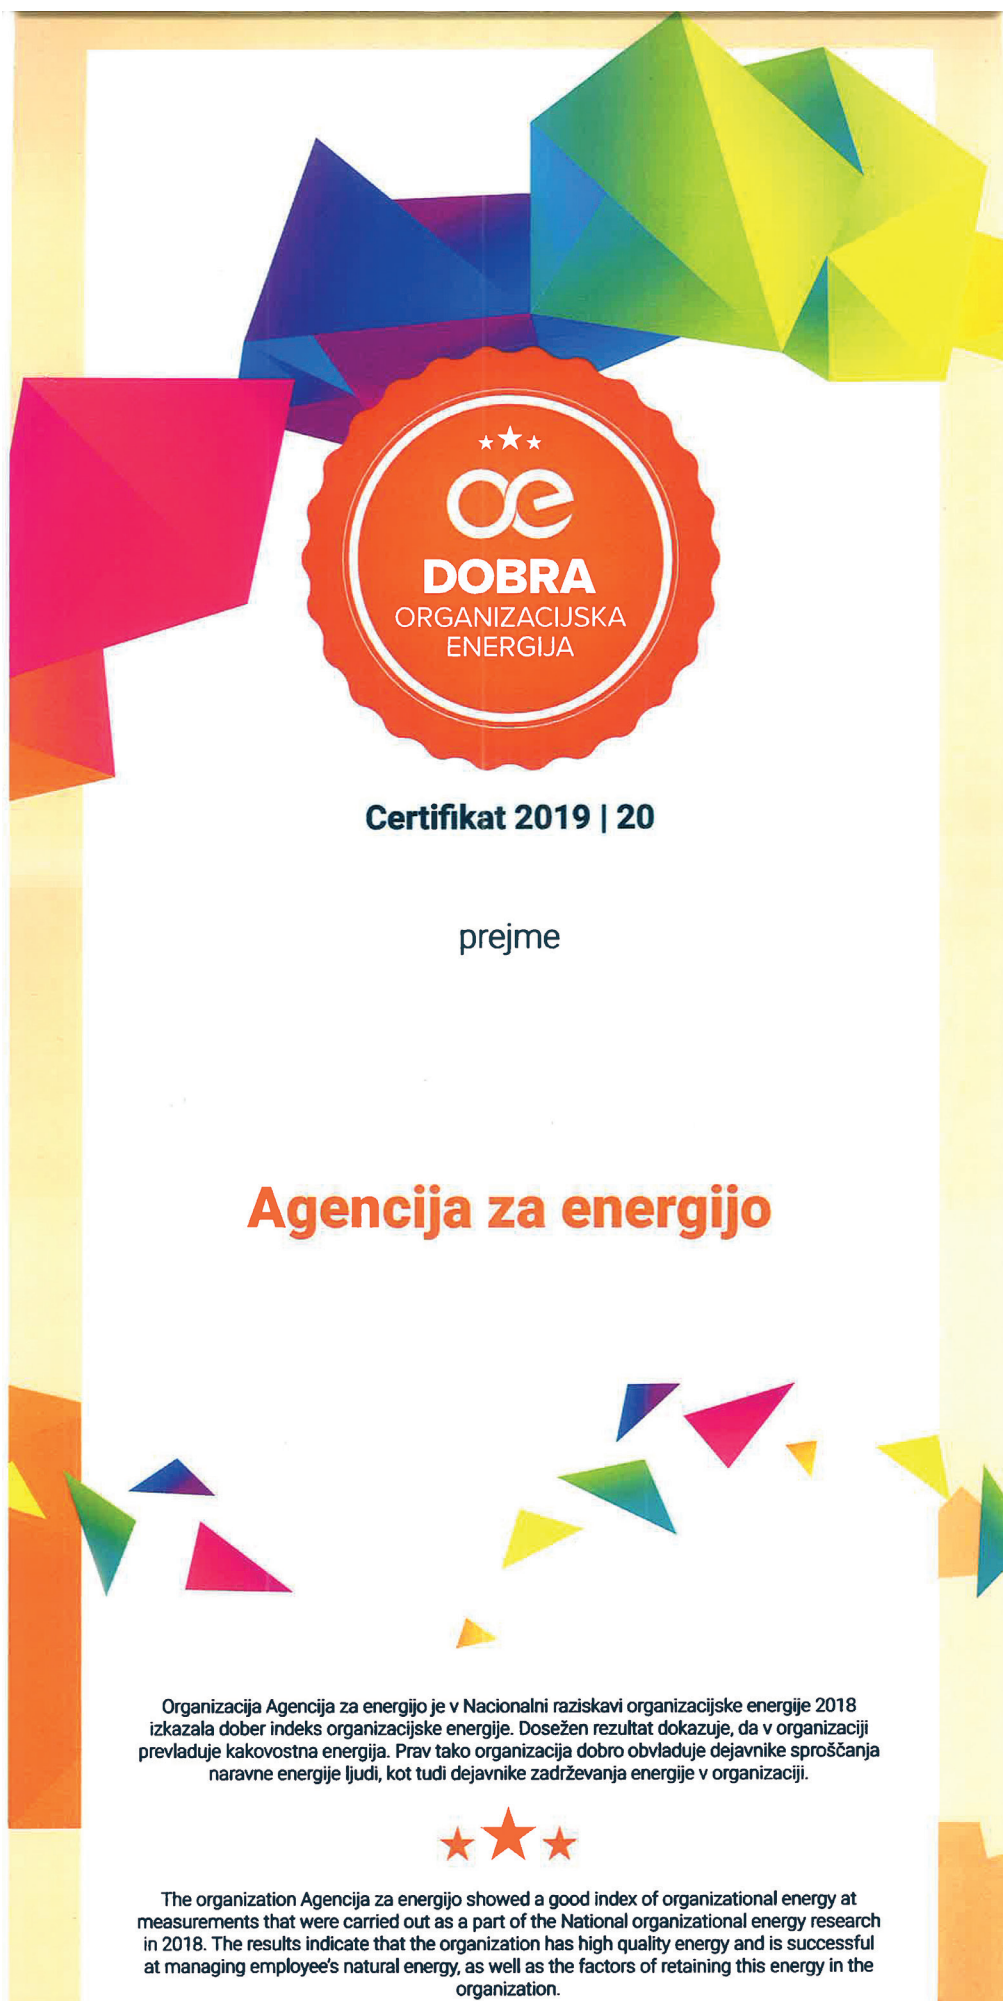 oe
DOBRA
ORGANIZACIJSKA
ENERGIJA
Certifikat 2019 | 20
prejme
Agencija za energijo
Organizacija Agencija za energijo je v Nacionalni raziskavi organizacijske energije 2018
izkazala dober indeks organizacijske energije. Dosežen rezultat dokazuje, da v organizaciji
prevladuje kakovostna energija. Prav tako organizacija dobro obvladuje dejavnike sproščanja
naravne energije ljudi, kot tudi dejavnike zadrževanja energije v organizaciji.
The organization Agencija za energijo showed a good index of organizational energy at
measurements that were carried out as a part of the National organizational energy research
in 2018. The results indicate that the organization has high quality energy and is successful
at managing employee's natural energy, as well as the factors of retaining this energy in the
organization.